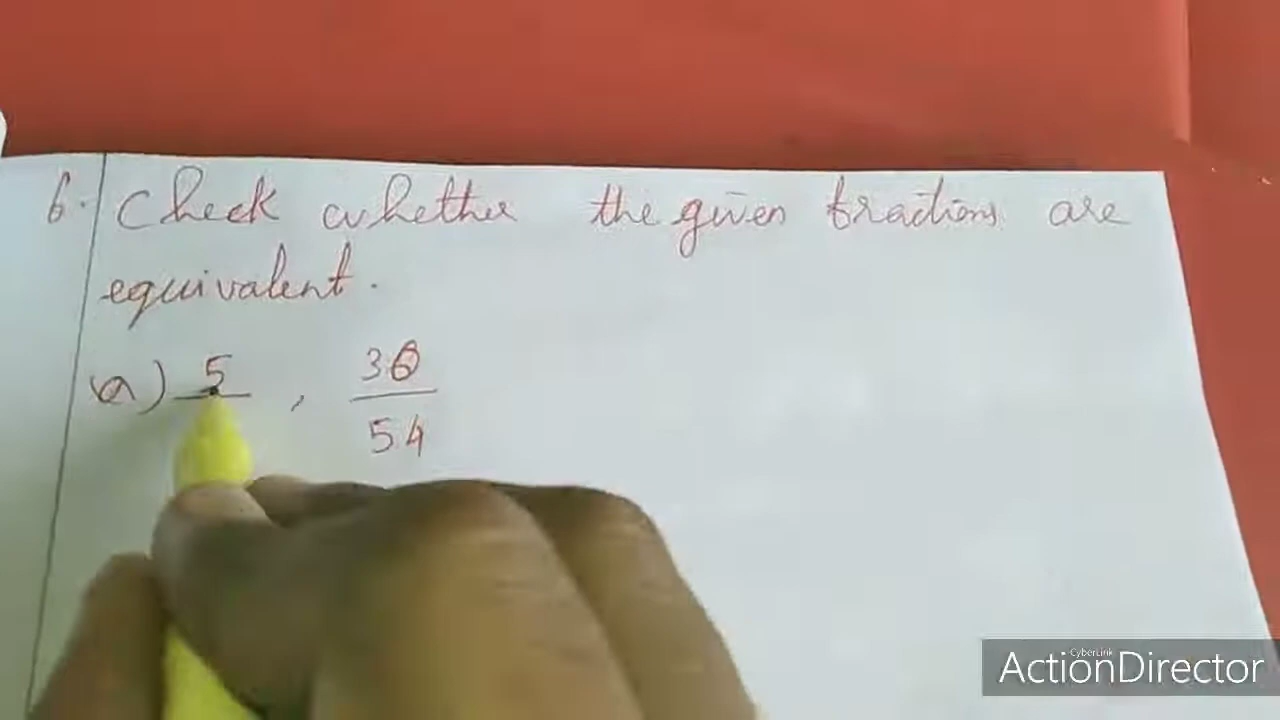 6. Check whether the given fractions are
equivalent.
a) 5 , 30
54
CyberLink
ActionDirector